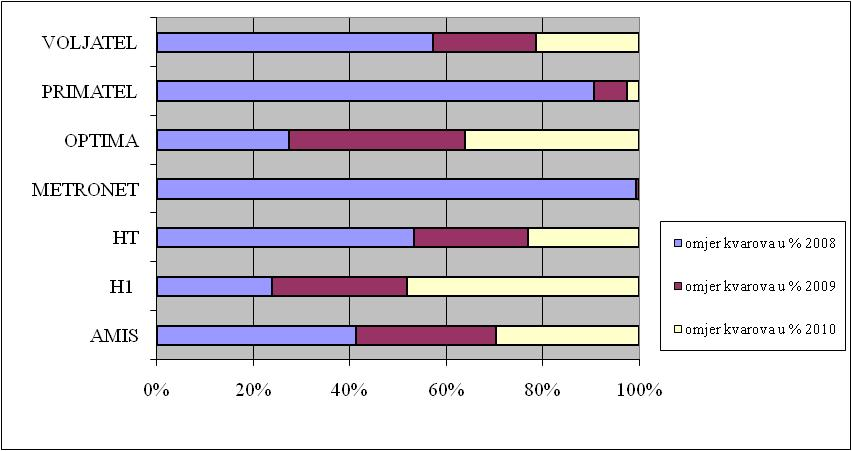 VOLJATEL
PRIMATEL
OPTIMA
METRONET
HT
H1
AMIS
0% 20% 40% 60% 80% 100%
omjer kvarova u % 2008
omjer kvarova u % 2009
omjer kvarova u % 2010